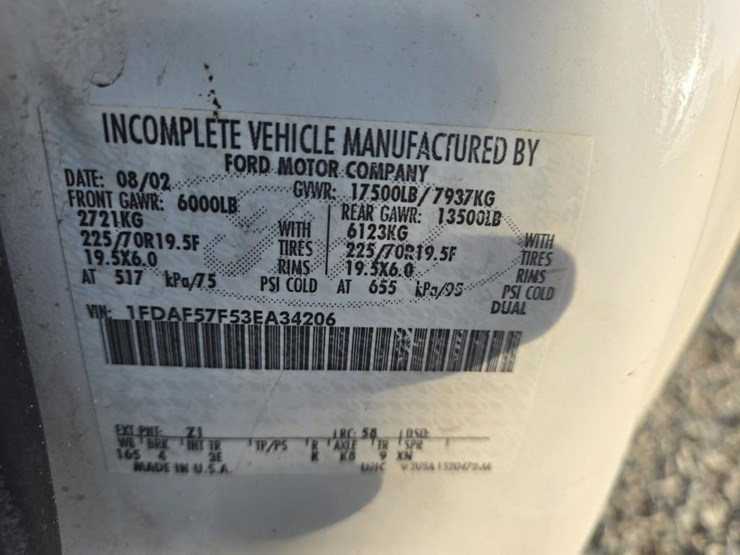 INCOMPLETE VEHICLE MANUFACTURED BY
FORD MOTOR COMPANY
DATE: 08/02 GVWR: 17500LB/7937KG
FRONT GAWR: 6000LB REAR GAWR: 13500LB
2721KG WITH 6123KG WITH
225/70R19.5F TIRES 225/70R19.5F TIRES
19.5X6.0 RIMS 19.5X6.0 RIMS
AT 517 kPa/75 PSI COLD AT 655 kPa/95 PSI COLD
DUAL
VIN: 1FDAF57F53EA34206
EXT PNT: Z1 RC: 58 DSO:
WB BRK INT TR TP/PS R AXLE TR SPR
165 4 3E K8 9 XN
MADE IN U.S.A.